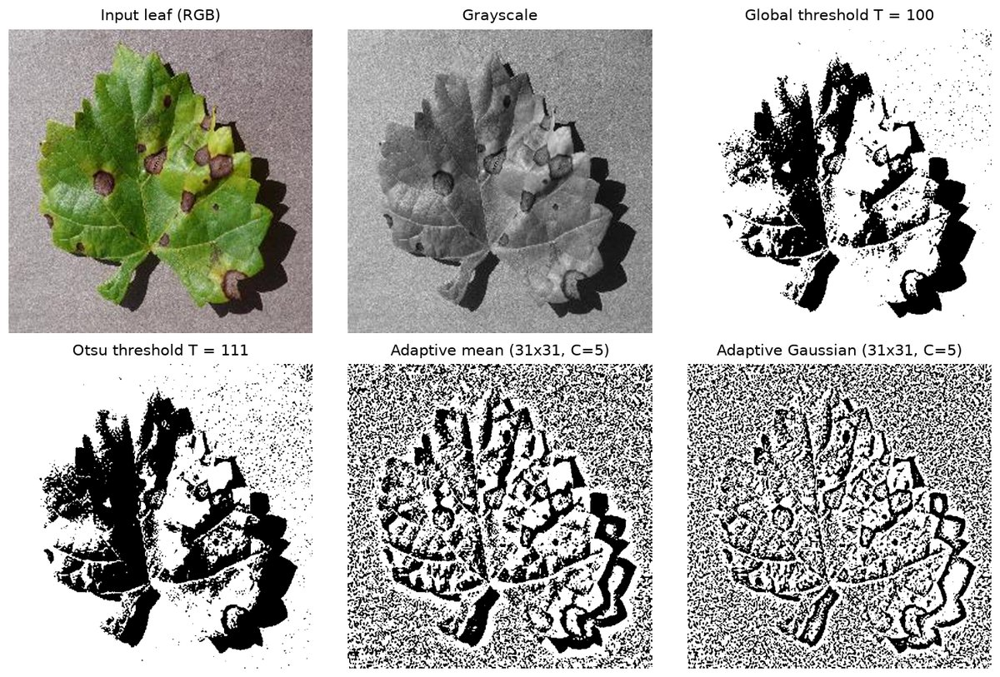 Input leaf (RGB)
Grayscale
Global threshold T = 100
Otsu threshold T = 111
Adaptive mean (31x31, C=5)
Adaptive Gaussian (31x31, C=5)